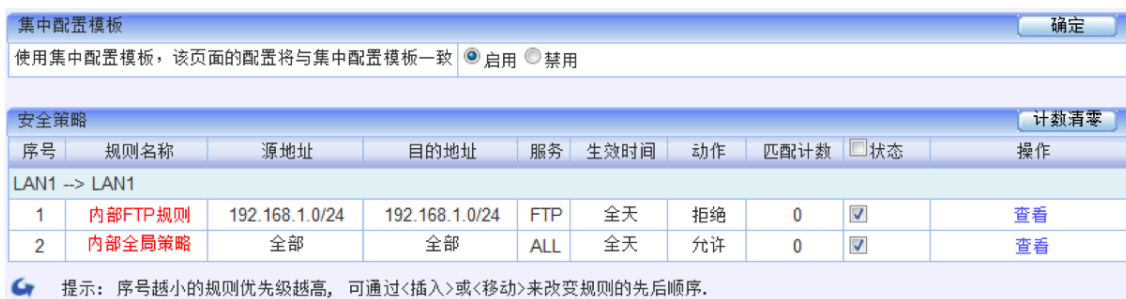 集中配置模板 确定
使用集中配置模板，该页面的配置将与集中配置模板一致 启用 禁用
安全策略 计数清零
序号 规则名称 源地址 目的地址 服务 生效时间 动作 匹配计数 状态 操作
LAN1 --> LAN1
1 内部FTP规则 192.168.1.0/24 192.168.1.0/24 FTP 全天 拒绝 0 查看
2 内部全局策略 全部 全部 ALL 全天 允许 0 查看
提示：序号越小的规则优先级越高, 可通过<插入>或<移动>来改变规则的先后顺序.